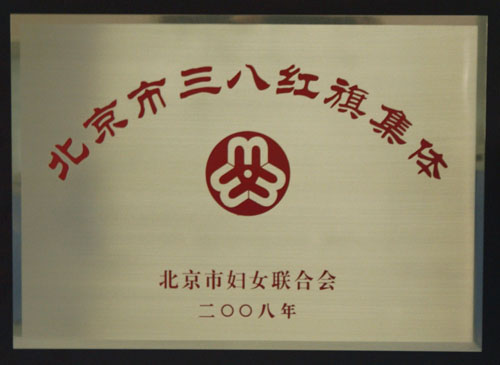 北京市三八红旗集体
北京市妇女联合会
二〇〇八年